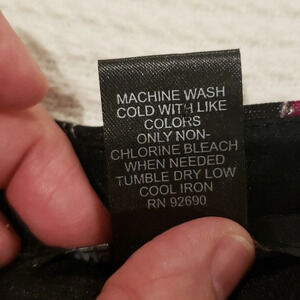 MACHINE WASH
COLD WITH LIKE
COLORS
ONLY NON-
CHLORINE BLEACH
WHEN NEEDED
TUMBLE DRY LOW
COOL IRON
RN 92690